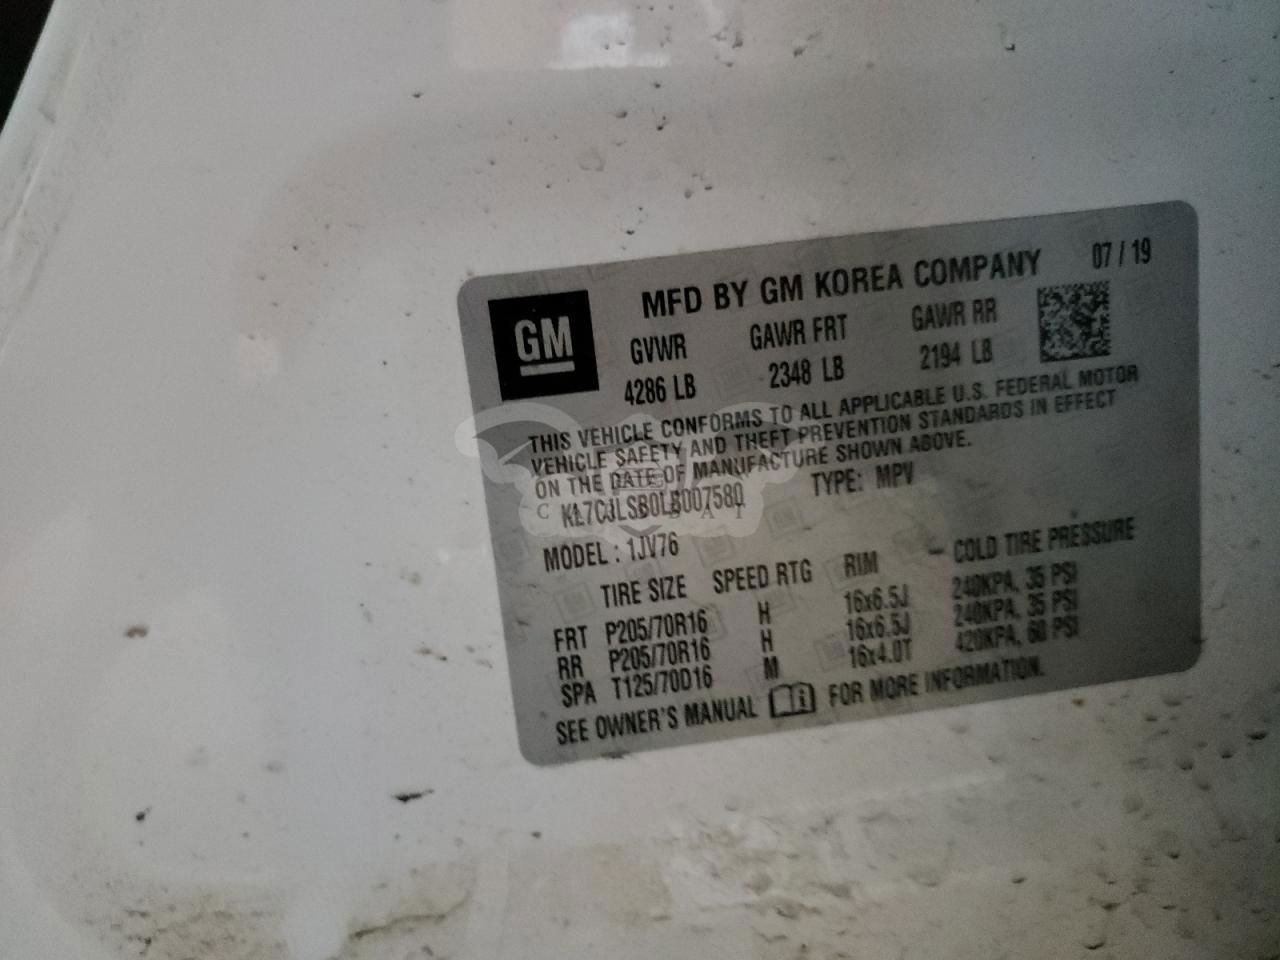 MFD BY GM KOREA COMPANY 07 / 19
GM
GVWR GAWR FRT GAWR RR
4286 LB 2348 LB 2194 LB
THIS VEHICLE CONFORMS TO ALL APPLICABLE U.S. FEDERAL MOTOR
VEHICLE SAFETY AND THEFT PREVENTION STANDARDS IN EFFECT
ON THE DATE OF MANUFACTURE SHOWN ABOVE.
TYPE: MPV
MODEL : 1JV76
TIRE SIZE SPEED RTG RIM COLD TIRE PRESSURE
FRT P205/70R16 H 16x6.5J 240KPA, 35 PSI
RR P205/70R16 H 16x6.5J 240KPA, 35 PSI
SPA T125/70D16 M 16x4.0T 420KPA, 60 PSI
SEE OWNER'S MANUAL FOR MORE INFORMATION.